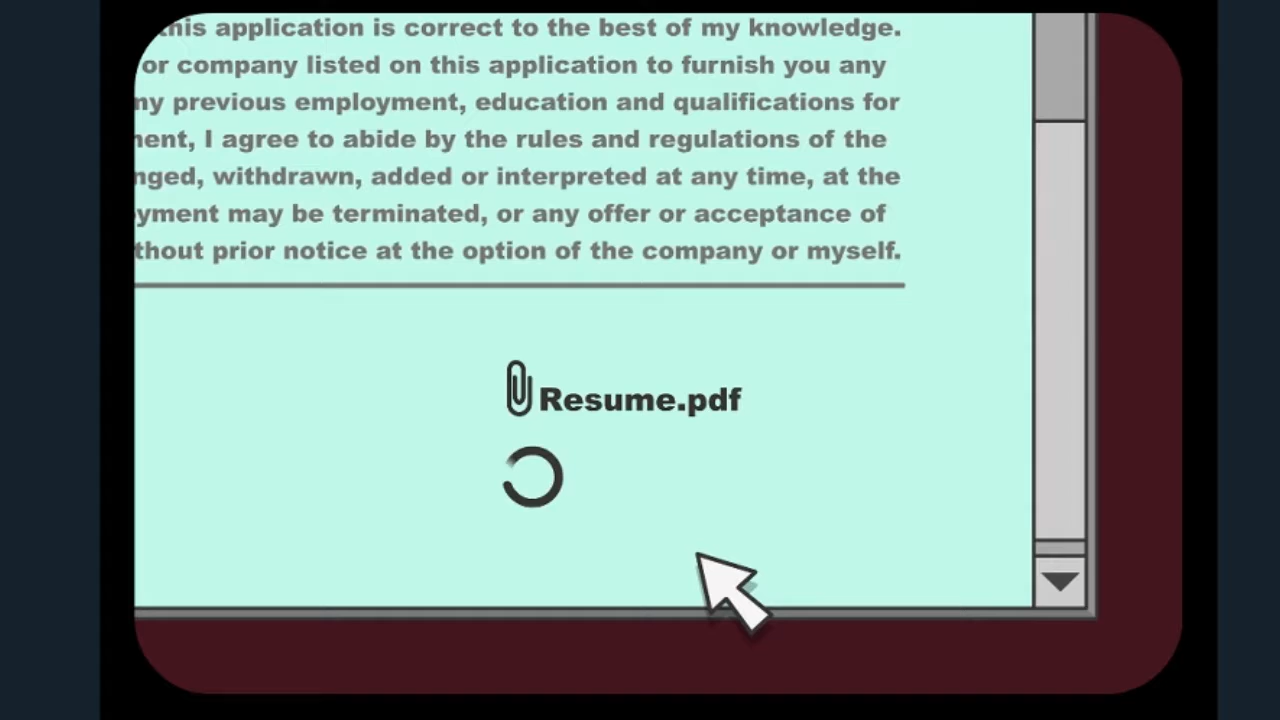 this application is correct to the best of my knowledge.
or company listed on this application to furnish you any
previous employment, education and qualifications for
I agree to abide by the rules and regulations of the
withdrawn, added or interpreted at any time, at the
may be terminated, or any offer or acceptance of
prior notice at the option of the company or myself.
Resume.pdf